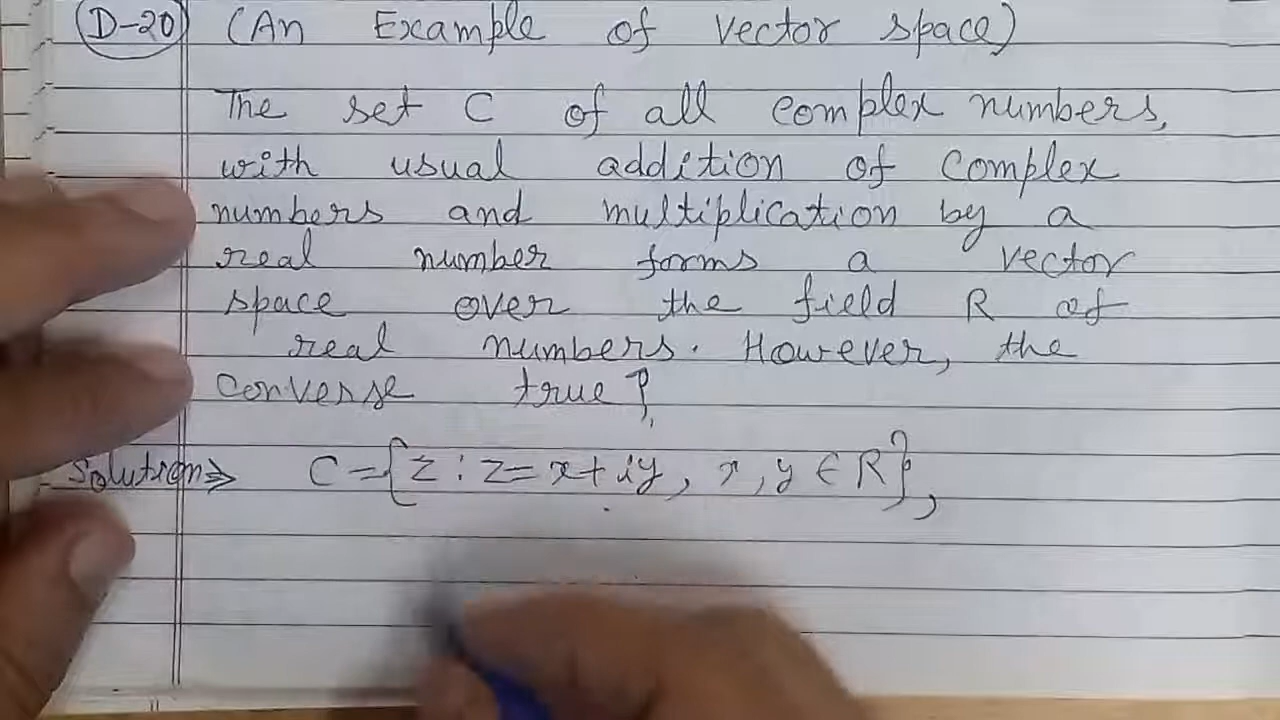 D-20 (An Example of vector space)
The set C of all complex numbers,
with usual addition of complex
numbers and multiplication by a
real number forms a vector
space over the field R of
real numbers. However, the
converse true?
Solution⇒ C = {z : z = x + iy, x, y ∈ R},